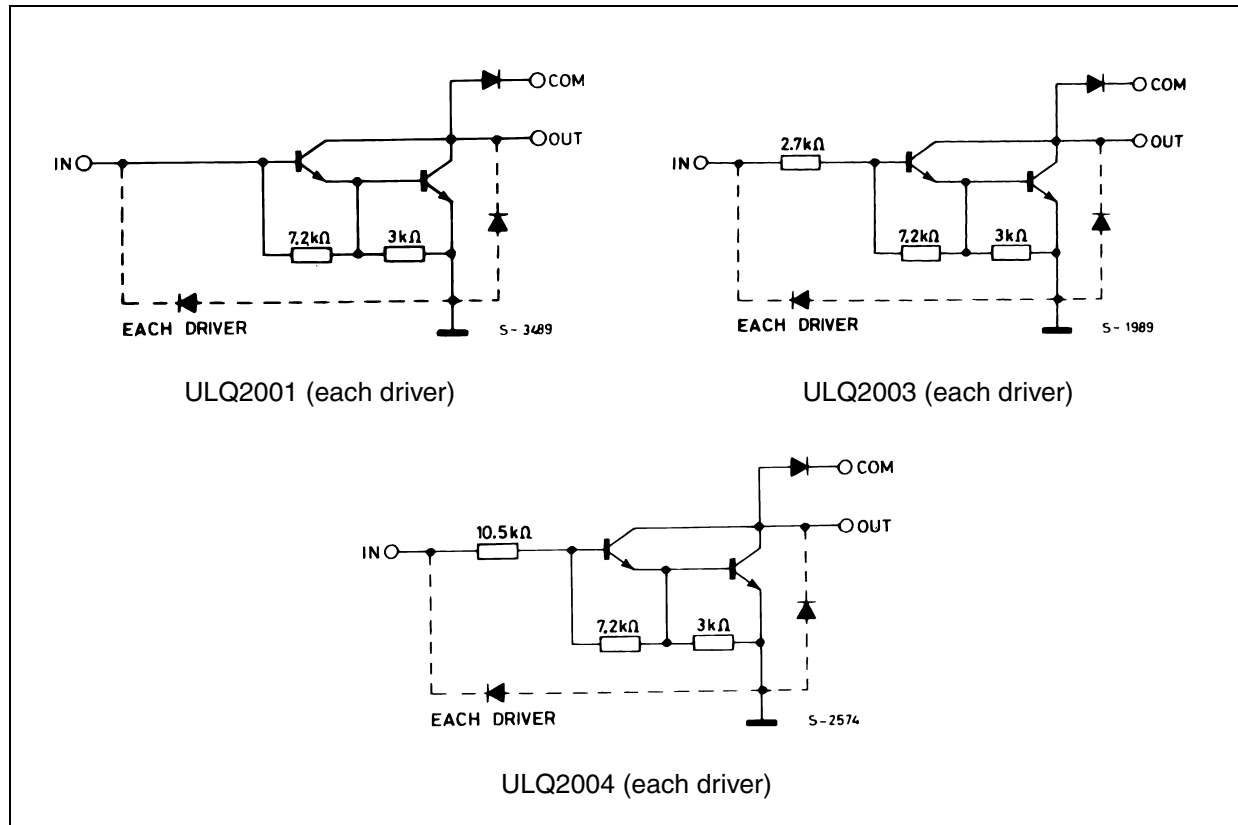 COM
OUT
IN
7.2kΩ
3kΩ
EACH DRIVER
S-3489
ULQ2001 (each driver)
COM
OUT
IN
2.7kΩ
7.2kΩ
3kΩ
EACH DRIVER
S-1989
ULQ2003 (each driver)
COM
OUT
IN
10.5kΩ
7.2kΩ
3kΩ
EACH DRIVER
S-2574
ULQ2004 (each driver)